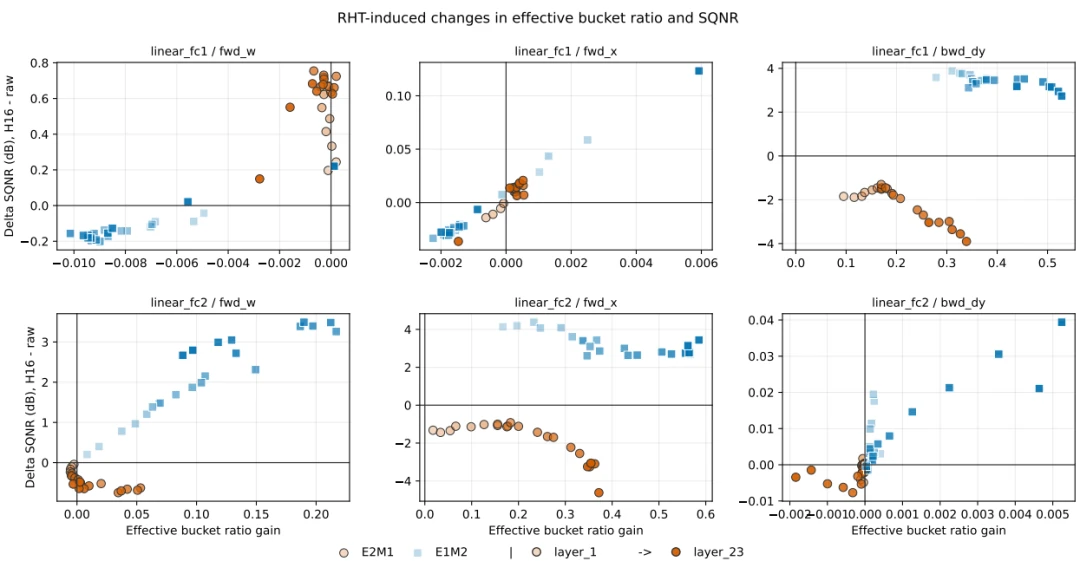 RHT-induced changes in effective bucket ratio and SQNR
linear_fc1 / fwd_w
linear_fc1 / fwd_x
linear_fc1 / bwd_dy
Delta SQNR (dB), H16 - raw
0.8
0.6
0.4
0.2
0.0
−0.2
−0.010 −0.008 −0.006 −0.004 −0.002 0.000
0.10
0.05
0.00
−0.002 0.000 0.002 0.004 0.006
4
2
0
−2
−4
0.0 0.1 0.2 0.3 0.4 0.5
linear_fc2 / fwd_w
linear_fc2 / fwd_x
linear_fc2 / bwd_dy
Delta SQNR (dB), H16 - raw
3
2
1
0
0.00 0.05 0.10 0.15 0.20
Effective bucket ratio gain
4
2
0
−2
−4
0.0 0.1 0.2 0.3 0.4 0.5 0.6
Effective bucket ratio gain
0.04
0.03
0.02
0.01
0.00
−0.01
−0.002 −0.001 0.000 0.001 0.002 0.003 0.004 0.005
Effective bucket ratio gain
E2M1 E1M2 | layer_1 -> layer_23